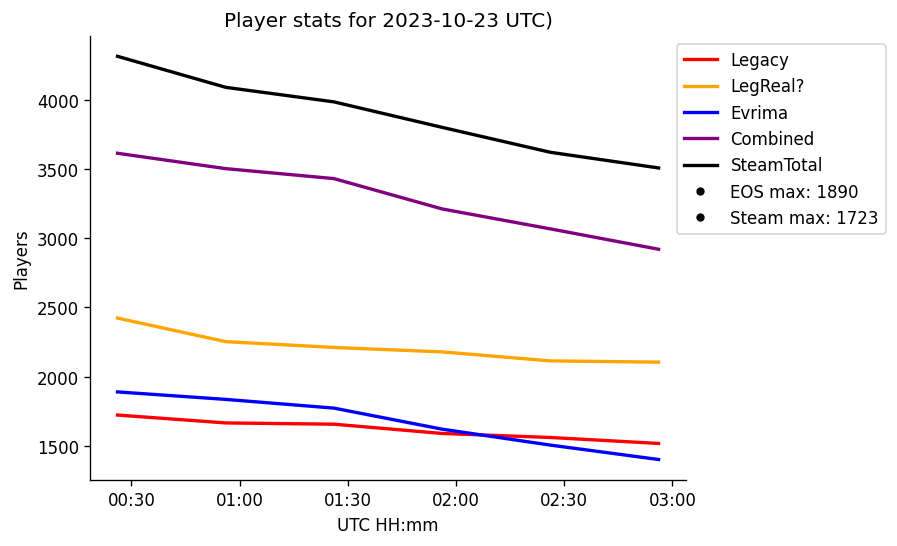 Player stats for 2023-10-23 UTC)
Players
4000
3500
3000
2500
2000
1500
00:30
01:00
01:30
02:00
02:30
03:00
UTC HH:mm
Legacy
LegReal?
Evrima
Combined
SteamTotal
EOS max: 1890
Steam max: 1723